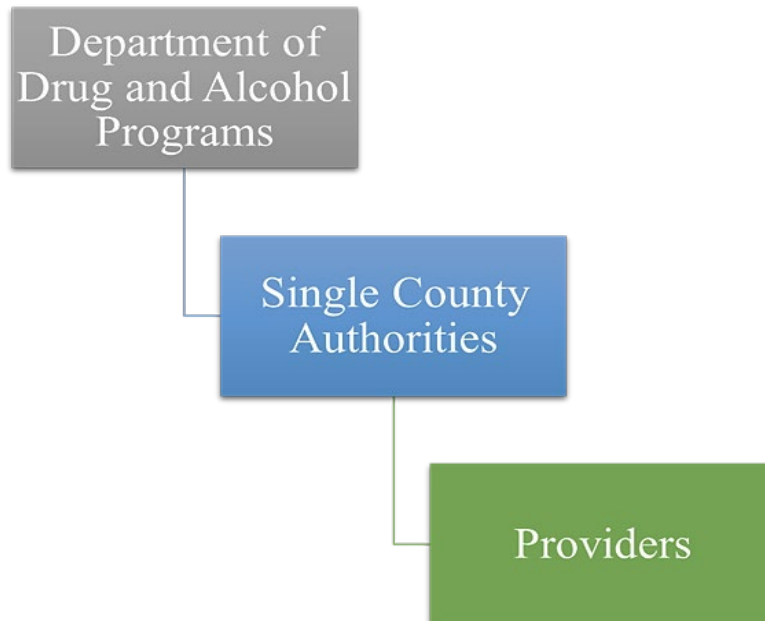 Department of
Drug and Alcohol
Programs
Single County
Authorities
Providers